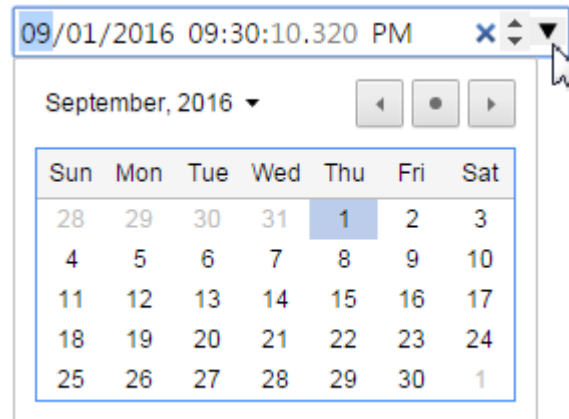 09/01/2016 09:30:10.320 PM
September, 2016
Sun Mon Tue Wed Thu Fri Sat
28 29 30 31 1 2 3
4 5 6 7 8 9 10
11 12 13 14 15 16 17
18 19 20 21 22 23 24
25 26 27 28 29 30 1